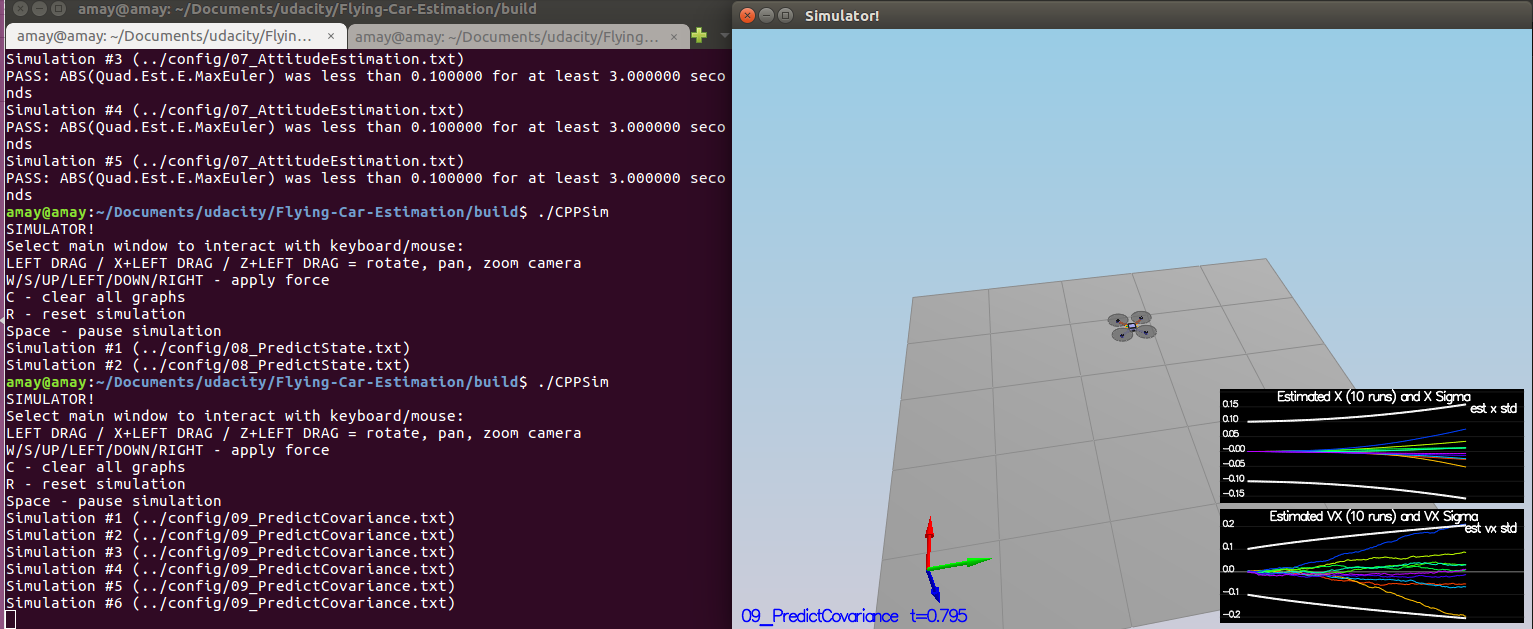 amay@amay: ~/Documents/udacity/Flying-Car-Estimation/build
amay@amay: ~/Documents/udacity/Flyin... ×
amay@amay: ~/Documents/udacity/Flying... ×
Simulation #3 (../config/07_AttitudeEstimation.txt)
PASS: ABS(Quad.Est.E.MaxEuler) was less than 0.100000 for at least 3.000000 seco
nds
Simulation #4 (../config/07_AttitudeEstimation.txt)
PASS: ABS(Quad.Est.E.MaxEuler) was less than 0.100000 for at least 3.000000 seco
nds
Simulation #5 (../config/07_AttitudeEstimation.txt)
PASS: ABS(Quad.Est.E.MaxEuler) was less than 0.100000 for at least 3.000000 seco
nds
amay@amay:~/Documents/udacity/Flying-Car-Estimation/build$ ./CPPSim
SIMULATOR!
Select main window to interact with keyboard/mouse:
LEFT DRAG / X+LEFT DRAG / Z+LEFT DRAG = rotate, pan, zoom camera
W/S/UP/LEFT/DOWN/RIGHT - apply force
C - clear all graphs
R - reset simulation
Space - pause simulation
Simulation #1 (../config/08_PredictState.txt)
Simulation #2 (../config/08_PredictState.txt)
amay@amay:~/Documents/udacity/Flying-Car-Estimation/build$ ./CPPSim
SIMULATOR!
Select main window to interact with keyboard/mouse:
LEFT DRAG / X+LEFT DRAG / Z+LEFT DRAG = rotate, pan, zoom camera
W/S/UP/LEFT/DOWN/RIGHT - apply force
C - clear all graphs
R - reset simulation
Space - pause simulation
Simulation #1 (../config/09_PredictCovariance.txt)
Simulation #2 (../config/09_PredictCovariance.txt)
Simulation #3 (../config/09_PredictCovariance.txt)
Simulation #4 (../config/09_PredictCovariance.txt)
Simulation #5 (../config/09_PredictCovariance.txt)
Simulation #6 (../config/09_PredictCovariance.txt)
Simulator!
Estimated X (10 runs) and X Sigma
est x std
0.15
0.10
0.05
-0.00
-0.05
-0.10
-0.15
Estimated VX (10 runs) and VX Sigma
est vx std
0.2
0.1
0.0
-0.1
-0.2
09_PredictCovariance t=0.795